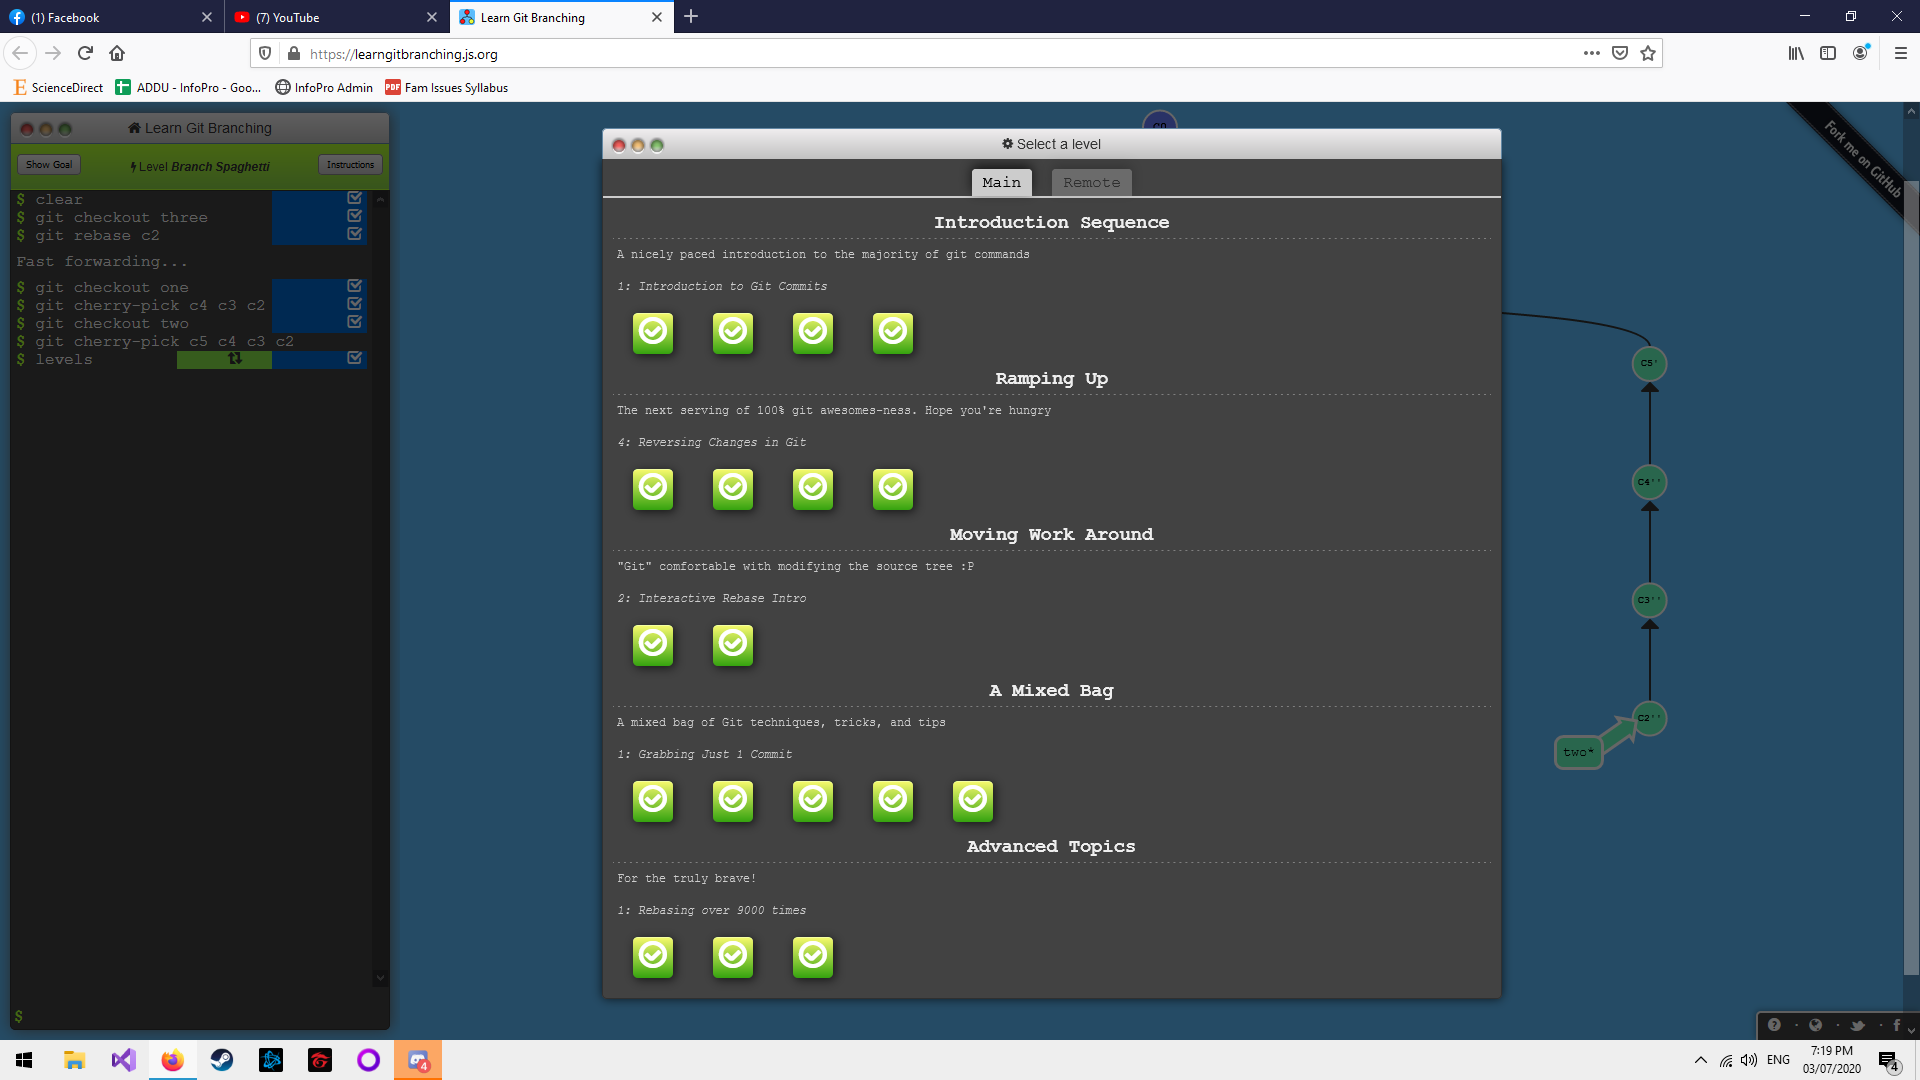 (1) Facebook
(7) YouTube
Learn Git Branching
https://learngitbranching.js.org
ScienceDirect
ADDU - InfoPro - Goo...
InfoPro Admin
PDF
Fam Issues Syllabus
Learn Git Branching
Show Goal
Level Branch Spaghetti
Instructions
$ clear
$ git checkout three
$ git rebase c2
Fast forwarding...
$ git checkout one
$ git cherry-pick c4 c3 c2
$ git checkout two
$ git cherry-pick c5 c4 c3 c2
$ levels
$
Select a level
Main
Remote
Introduction Sequence
A nicely paced introduction to the majority of git commands
1: Introduction to Git Commits
Ramping Up
The next serving of 100% git awesomes-ness. Hope you're hungry
4: Reversing Changes in Git
Moving Work Around
"Git" comfortable with modifying the source tree :P
2: Interactive Rebase Intro
A Mixed Bag
A mixed bag of Git techniques, tricks, and tips
1: Grabbing Just 1 Commit
Advanced Topics
For the truly brave!
1: Rebasing over 9000 times
Fork me on GitHub
C5'
C4''
C3''
C2''
two*
4
ENG
7:19 PM
03/07/2020
4